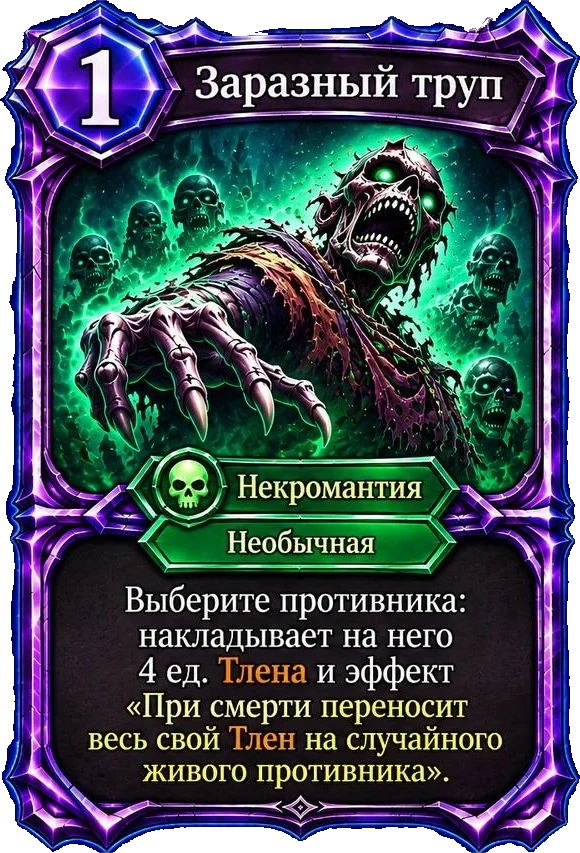 1
Заразный труп
Некромантия
Необычная
Выберите противника:
накладывает на него
4 ед. Тлена и эффект
«При смерти переносит
весь свой Тлен на случайного
живого противника».